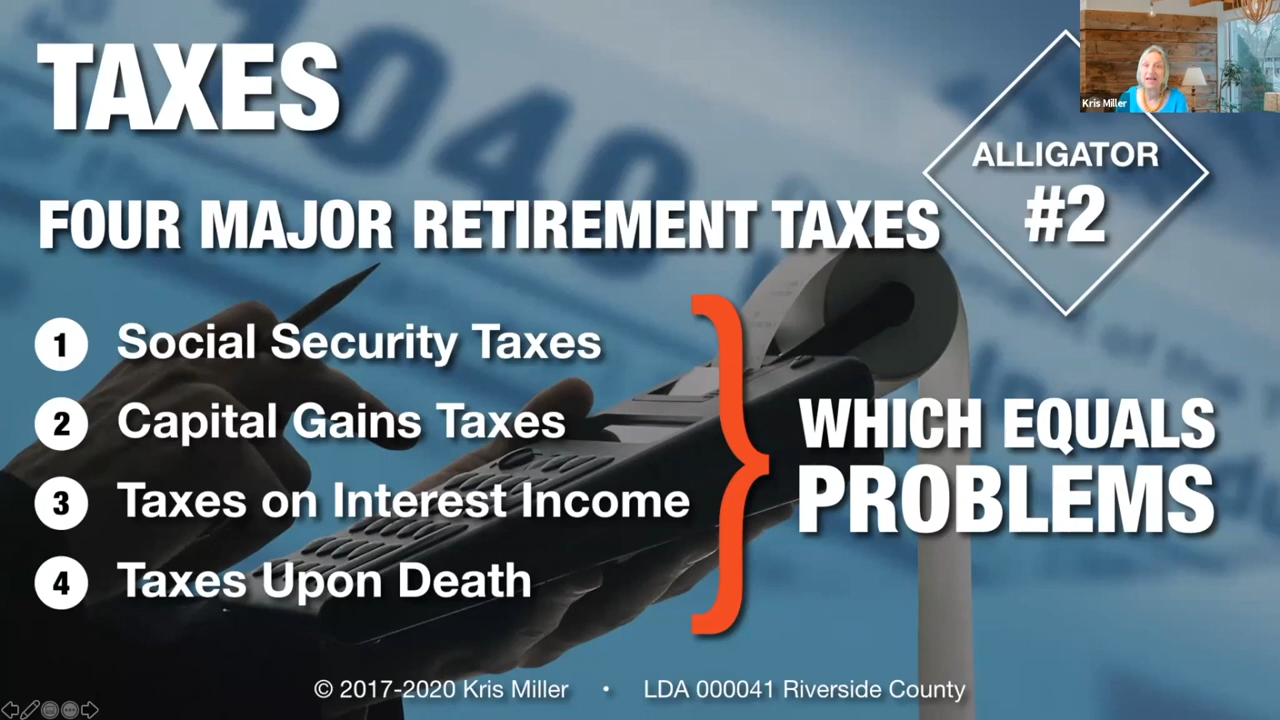 TAXES
Kris Miller
ALLIGATOR
#2
FOUR MAJOR RETIREMENT TAXES
1 Social Security Taxes
2 Capital Gains Taxes
3 Taxes on Interest Income
4 Taxes Upon Death
WHICH EQUALS
PROBLEMS
© 2017-2020 Kris Miller • LDA 000041 Riverside County
1040